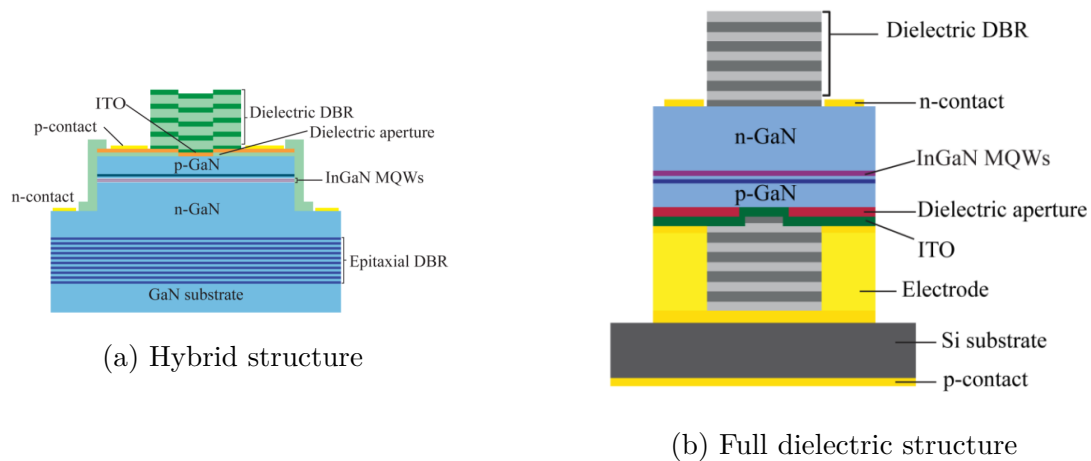 ITO
p-contact
Dielectric DBR
Dielectric aperture
p-GaN
InGaN MQWs
n-contact
n-GaN
Epitaxial DBR
GaN substrate
(a) Hybrid structure
Dielectric DBR
n-contact
n-GaN
InGaN MQWs
p-GaN
Dielectric aperture
ITO
Electrode
Si substrate
p-contact
(b) Full dielectric structure